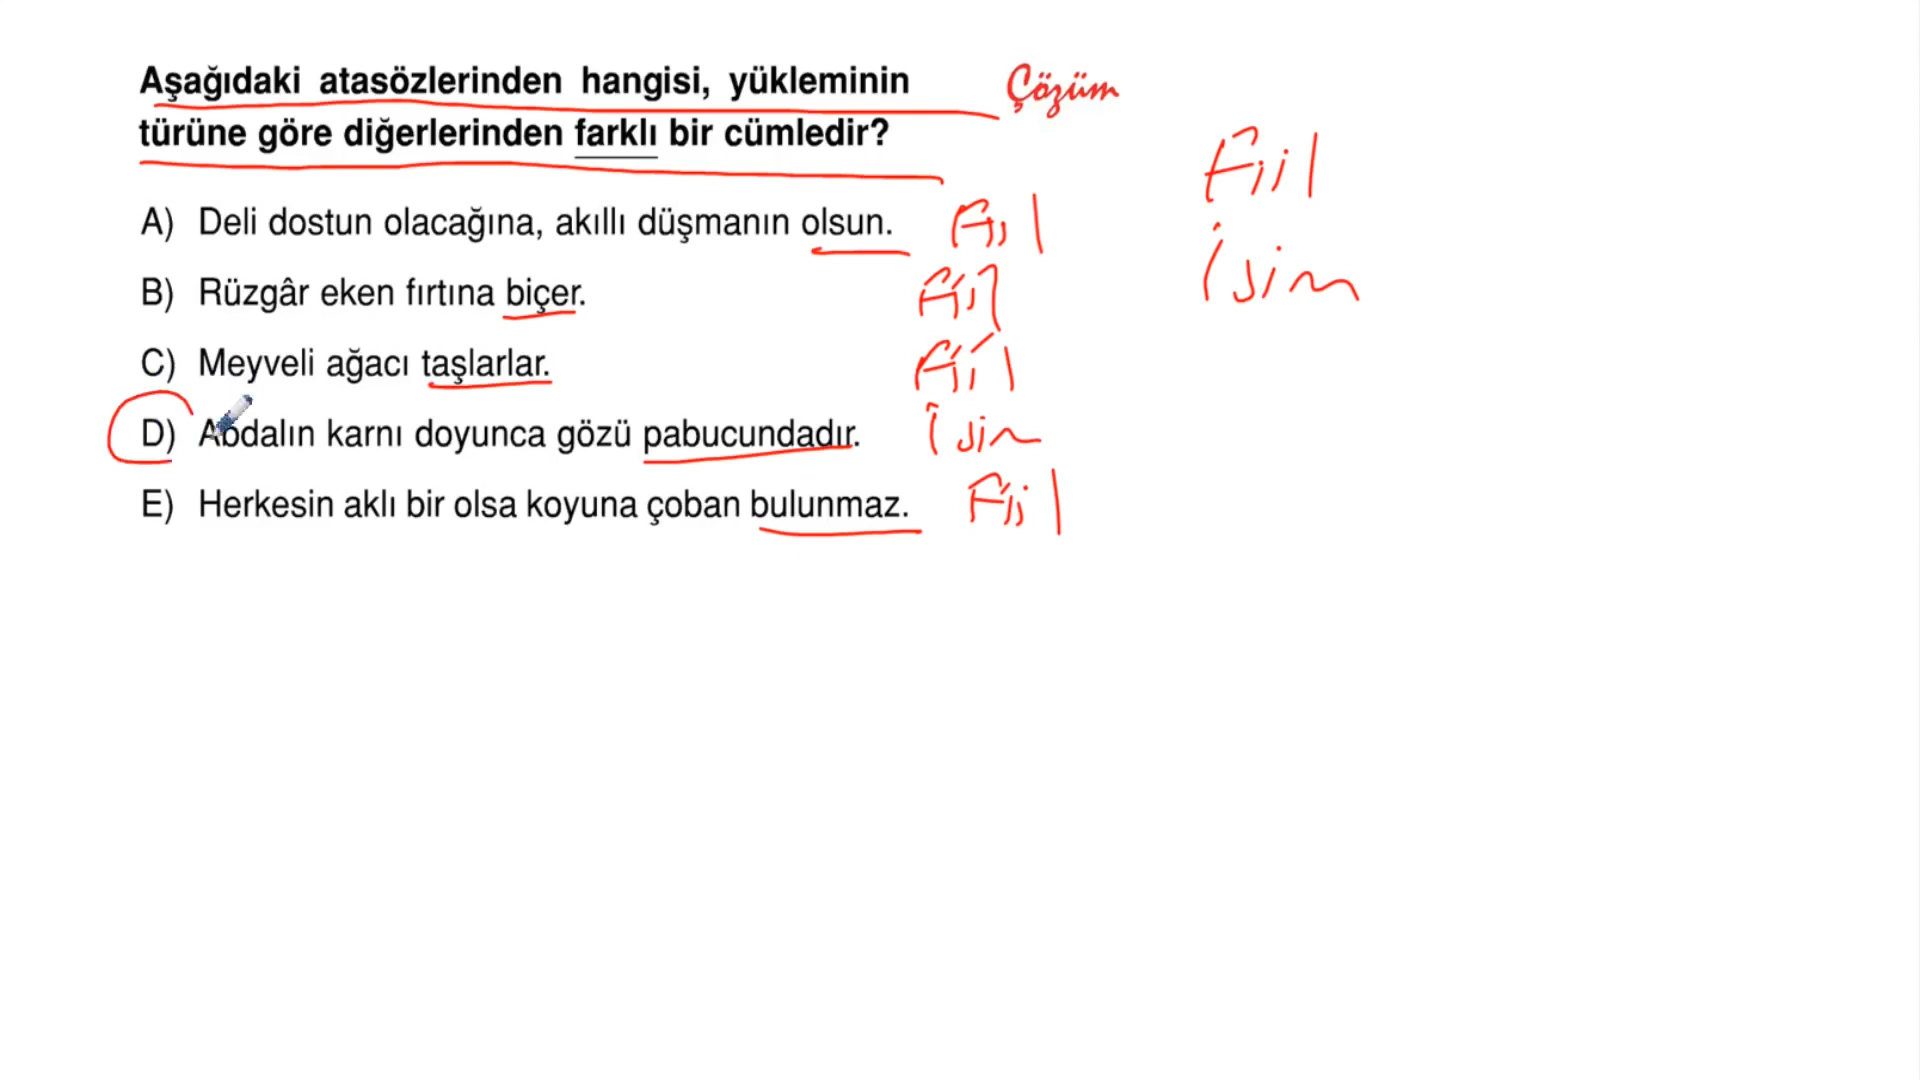 Aşağıdaki atasözlerinden hangisi, yükleminin Çözüm
türüne göre diğerlerinden farklı bir cümledir?
Fiil
İsim
A) Deli dostun olacağına, akıllı düşmanın olsun. Fiil
B) Rüzgâr eken fırtına biçer. Fiil
C) Meyveli ağacı taşlarlar. Fiil
D) Abdalın karnı doyunca gözü pabucundadır. İsim
E) Herkesin aklı bir olsa koyuna çoban bulunmaz. Fiil